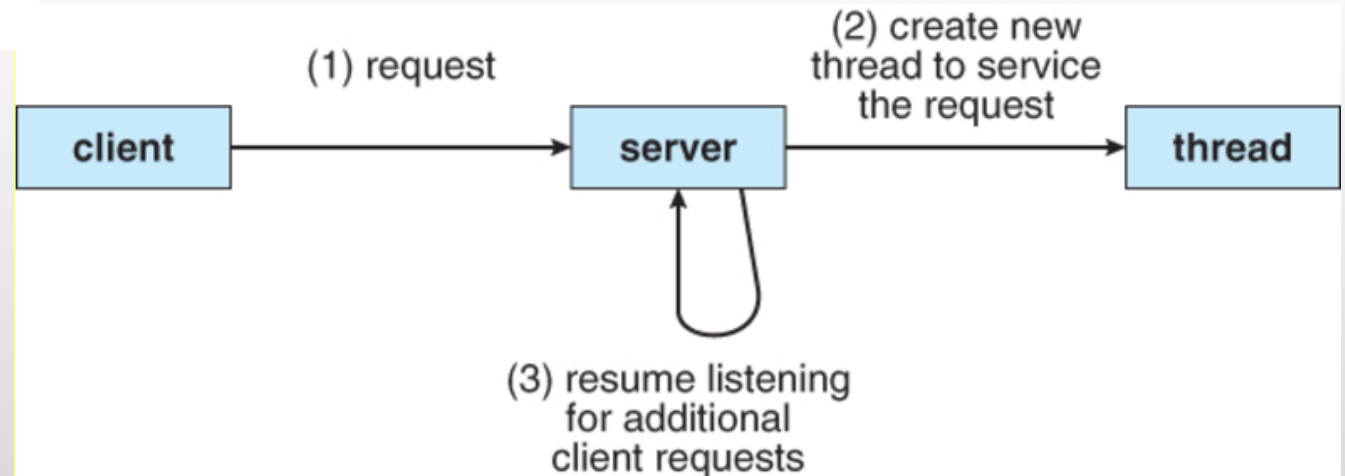 (1) request
(2) create new
thread to service
the request
client
server
thread
(3) resume listening
for additional
client requests